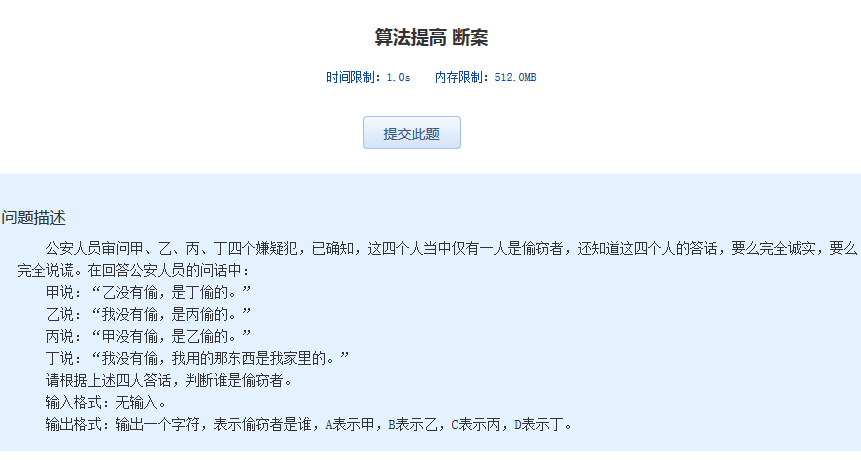 算法提高 断案
时间限制：1.0s 内存限制：512.0MB
提交此题
问题描述
公安人员审问甲、乙、丙、丁四个嫌疑犯，已确知，这四个人当中仅有一人是偷窃者，还知道这四个人的答话，要么完全诚实，要么
完全说谎。在回答公安人员的问话中：
甲说：“乙没有偷，是丁偷的。”
乙说：“我没有偷，是丙偷的。”
丙说：“甲没有偷，是乙偷的。”
丁说：“我没有偷，我用的那东西是我家里的。”
请根据上述四人答话，判断谁是偷窃者。
输入格式：无输入。
输出格式：输出一个字符，表示偷窃者是谁，A表示甲，B表示乙，C表示丙，D表示丁。